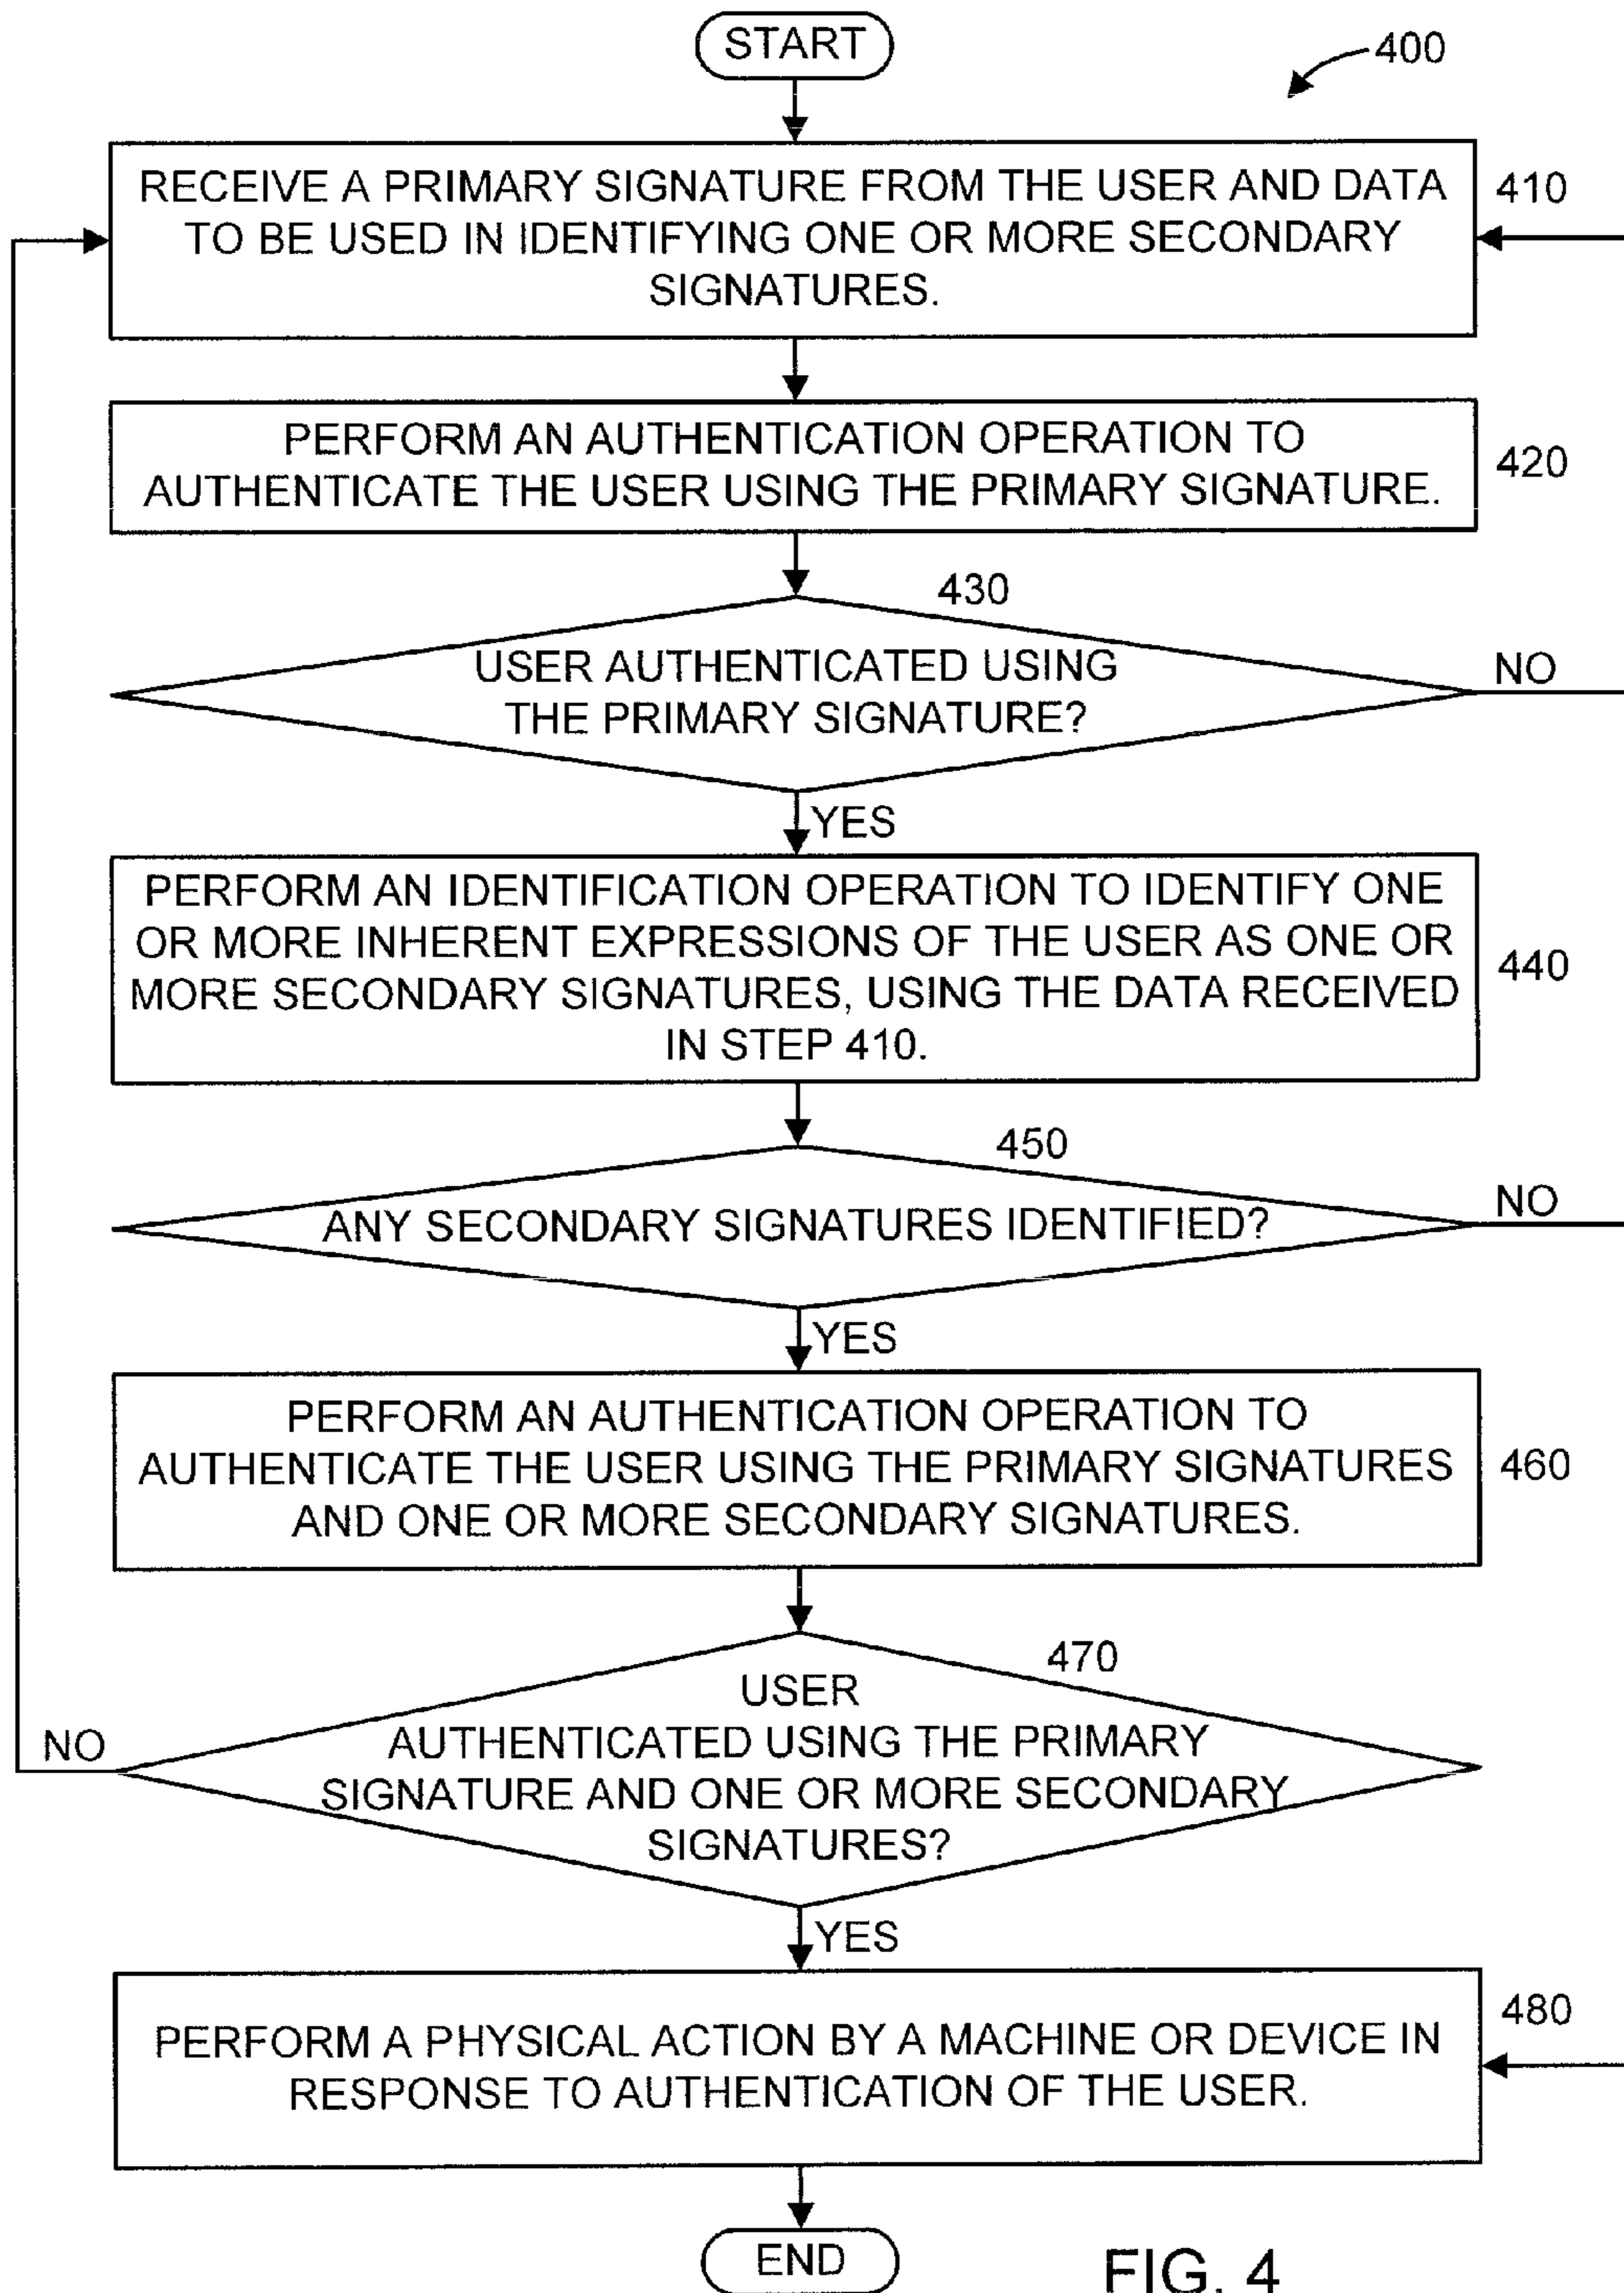 START
400
RECEIVE A PRIMARY SIGNATURE FROM THE USER AND DATA
TO BE USED IN IDENTIFYING ONE OR MORE SECONDARY
SIGNATURES.
410
PERFORM AN AUTHENTICATION OPERATION TO
AUTHENTICATE THE USER USING THE PRIMARY SIGNATURE.
420
430
USER AUTHENTICATED USING
THE PRIMARY SIGNATURE?
NO
YES
PERFORM AN IDENTIFICATION OPERATION TO IDENTIFY ONE
OR MORE INHERENT EXPRESSIONS OF THE USER AS ONE OR
MORE SECONDARY SIGNATURES, USING THE DATA RECEIVED
IN STEP 410.
440
450
ANY SECONDARY SIGNATURES IDENTIFIED?
NO
YES
PERFORM AN AUTHENTICATION OPERATION TO
AUTHENTICATE THE USER USING THE PRIMARY SIGNATURES
AND ONE OR MORE SECONDARY SIGNATURES.
460
470
USER
AUTHENTICATED USING THE PRIMARY
SIGNATURE AND ONE OR MORE SECONDARY
SIGNATURES?
NO
YES
PERFORM A PHYSICAL ACTION BY A MACHINE OR DEVICE IN
RESPONSE TO AUTHENTICATION OF THE USER.
480
END
FIG. 4